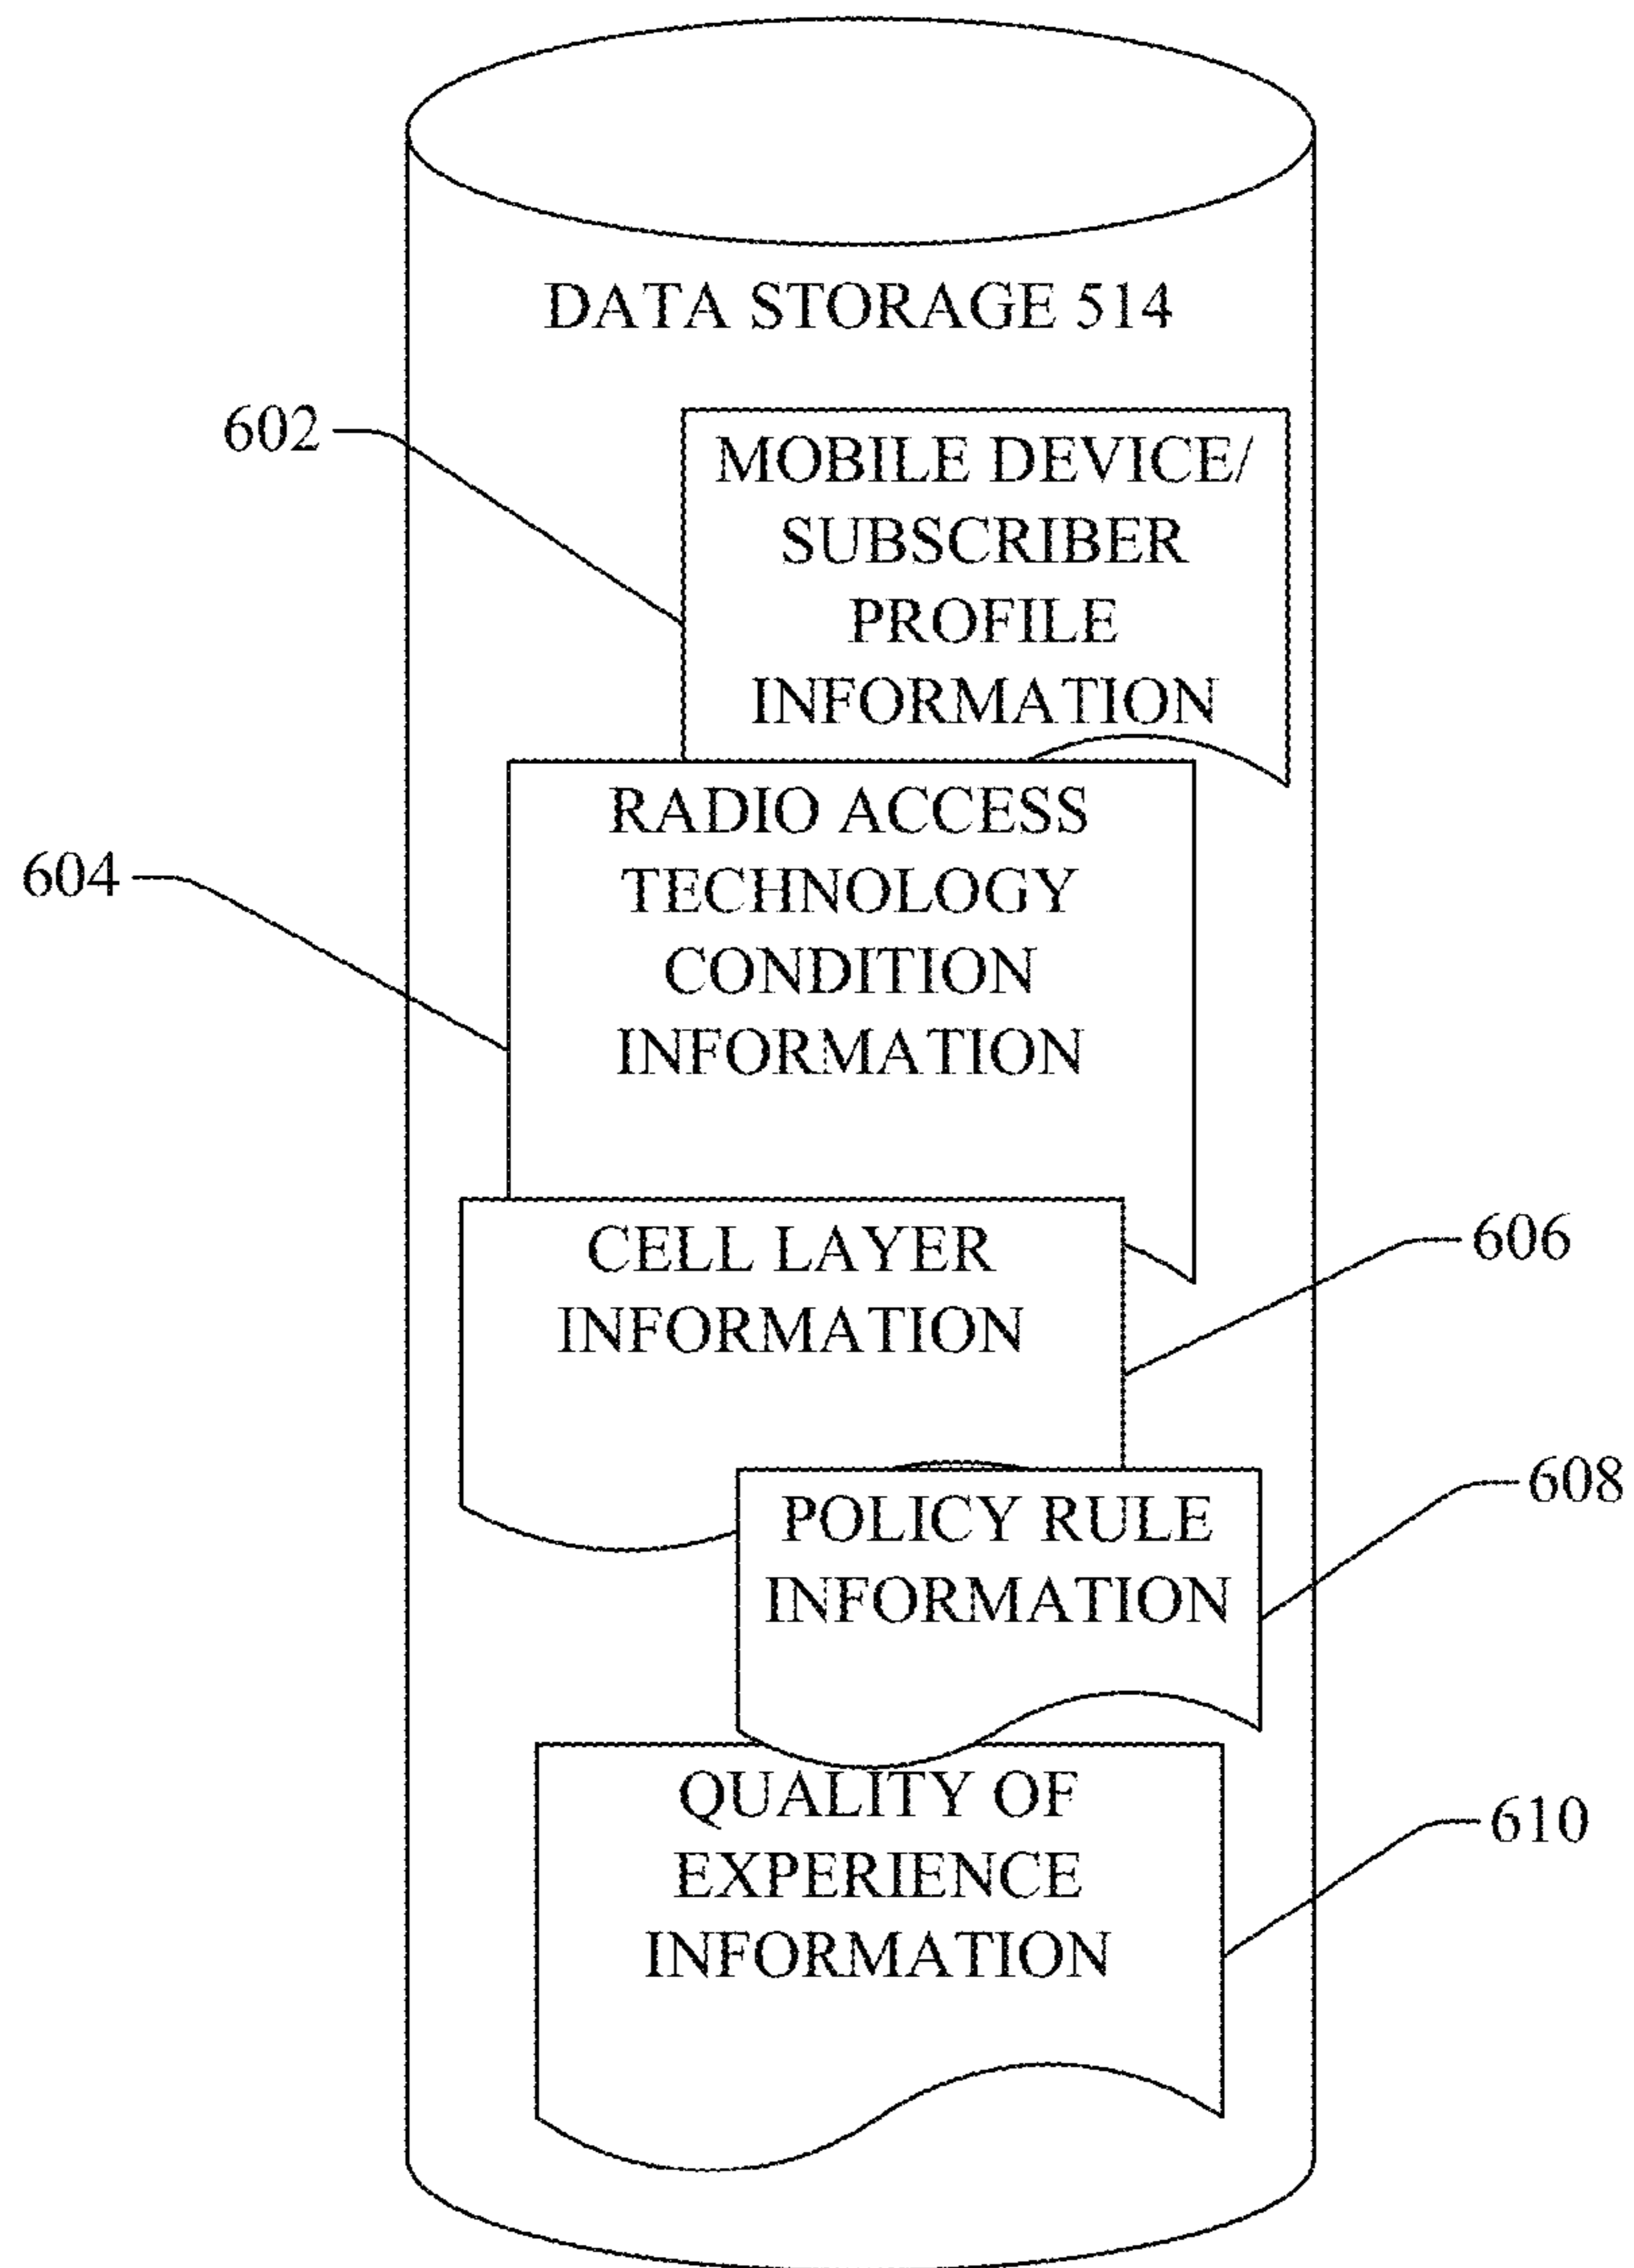 DATA STORAGE 514
602
MOBILE DEVICE/
SUBSCRIBER
PROFILE
INFORMATION
604
RADIO ACCESS
TECHNOLOGY
CONDITION
INFORMATION
606
CELL LAYER
INFORMATION
608
POLICY RULE
INFORMATION
610
QUALITY OF
EXPERIENCE
INFORMATION